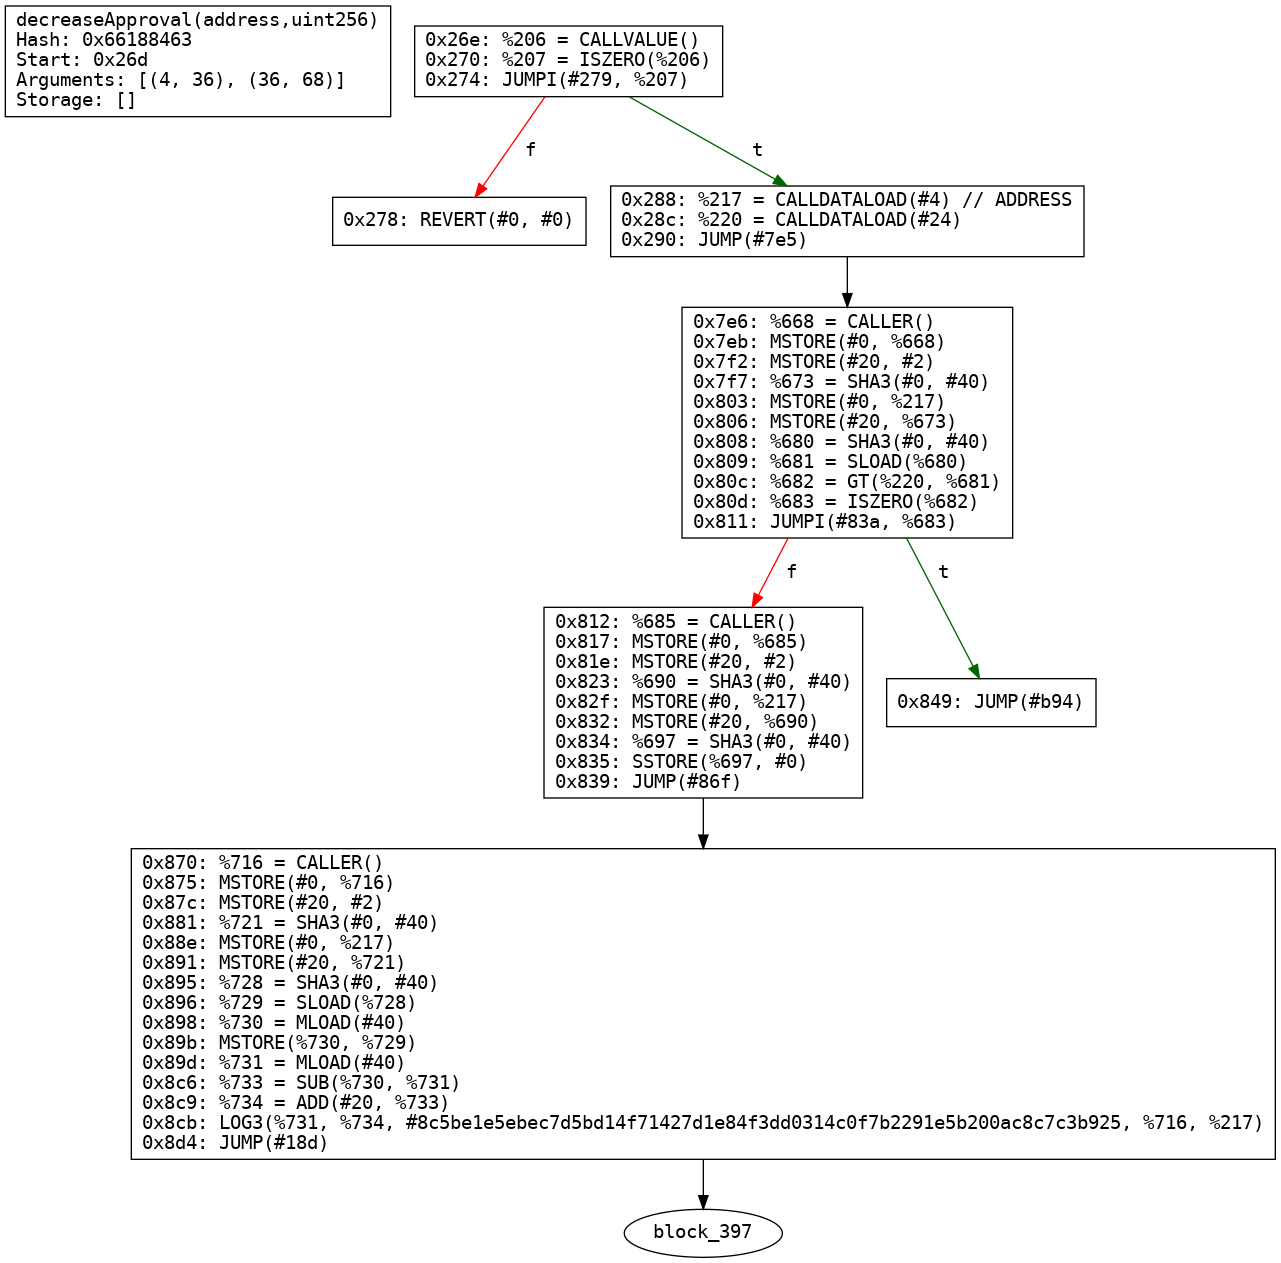 decreaseApproval(address,uint256)
Hash: 0x66188463
Start: 0x26d
Arguments: [(4, 36), (36, 68)]
Storage: []
0x26e: %206 = CALLVALUE()
0x270: %207 = ISZERO(%206)
0x274: JUMPI(#279, %207)
f
t
0x278: REVERT(#0, #0)
0x288: %217 = CALLDATALOAD(#4) // ADDRESS
0x28c: %220 = CALLDATALOAD(#24)
0x290: JUMP(#7e5)
0x7e6: %668 = CALLER()
0x7eb: MSTORE(#0, %668)
0x7f2: MSTORE(#20, #2)
0x7f7: %673 = SHA3(#0, #40)
0x803: MSTORE(#0, %217)
0x806: MSTORE(#20, %673)
0x808: %680 = SHA3(#0, #40)
0x809: %681 = SLOAD(%680)
0x80c: %682 = GT(%220, %681)
0x80d: %683 = ISZERO(%682)
0x811: JUMPI(#83a, %683)
f
t
0x812: %685 = CALLER()
0x817: MSTORE(#0, %685)
0x81e: MSTORE(#20, #2)
0x823: %690 = SHA3(#0, #40)
0x82f: MSTORE(#0, %217)
0x832: MSTORE(#20, %690)
0x834: %697 = SHA3(#0, #40)
0x835: SSTORE(%697, #0)
0x839: JUMP(#86f)
0x849: JUMP(#b94)
0x870: %716 = CALLER()
0x875: MSTORE(#0, %716)
0x87c: MSTORE(#20, #2)
0x881: %721 = SHA3(#0, #40)
0x88e: MSTORE(#0, %217)
0x891: MSTORE(#20, %721)
0x895: %728 = SHA3(#0, #40)
0x896: %729 = SLOAD(%728)
0x898: %730 = MLOAD(#40)
0x89b: MSTORE(%730, %729)
0x89d: %731 = MLOAD(#40)
0x8c6: %733 = SUB(%730, %731)
0x8c9: %734 = ADD(#20, %733)
0x8cb: LOG3(%731, %734, #8c5be1e5ebec7d5bd14f71427d1e84f3dd0314c0f7b2291e5b200ac8c7c3b925, %716, %217)
0x8d4: JUMP(#18d)
block_397